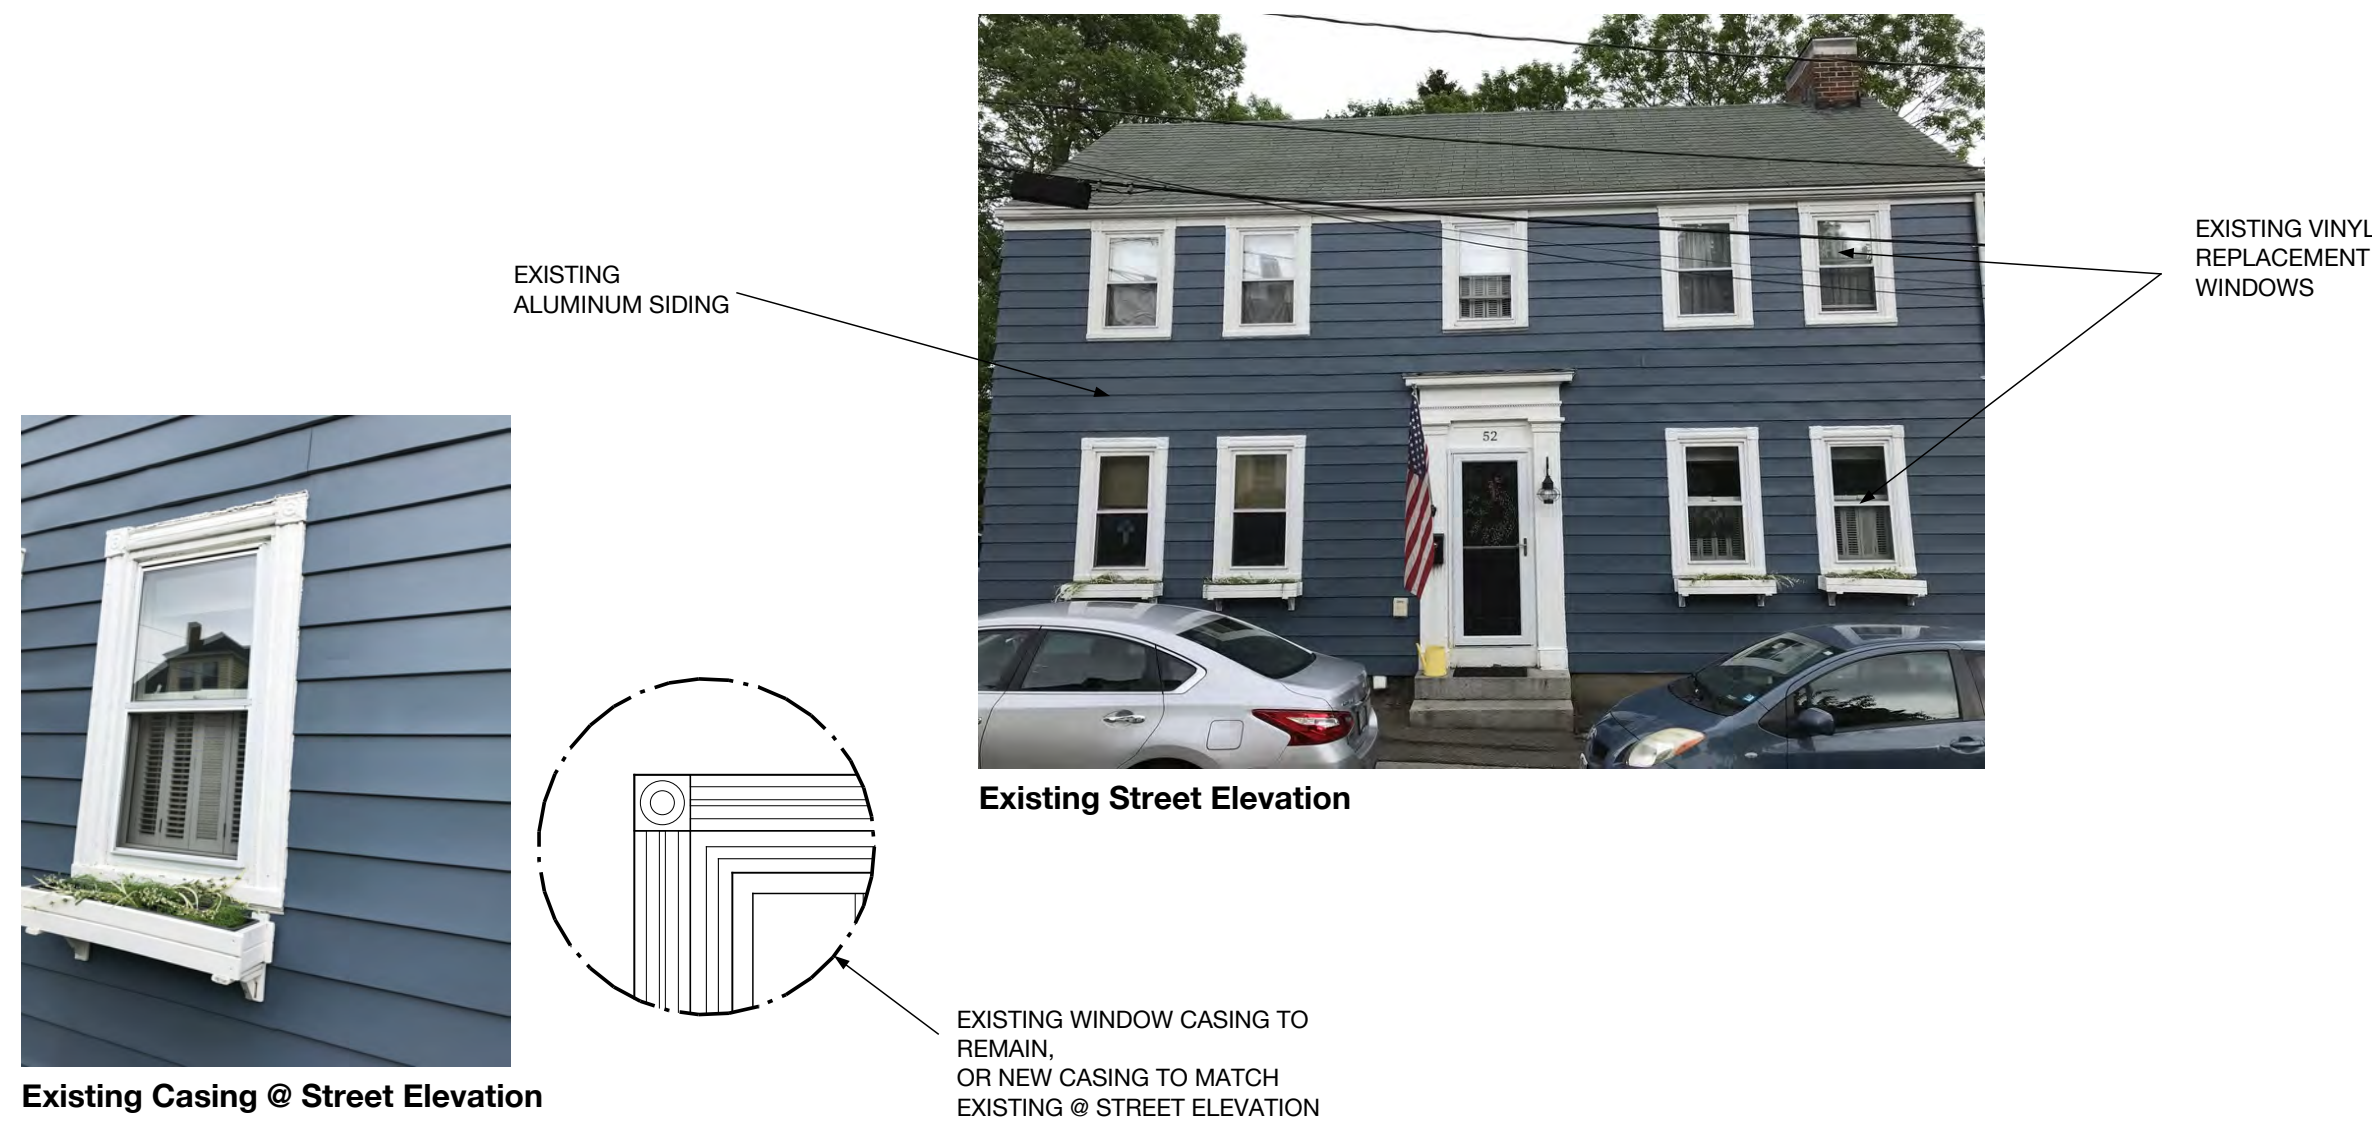 EXISTING VINYL
REPLACEMENT
WINDOWS
EXISTING
ALUMINUM SIDING
52
Existing Street Elevation
EXISTING WINDOW CASING TO
REMAIN,
OR NEW CASING TO MATCH
EXISTING @ STREET ELEVATION
Existing Casing @ Street Elevation